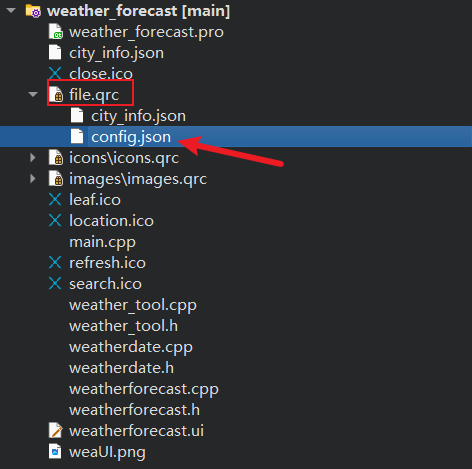 weather_forecast [main]
weather_forecast.pro
city_info.json
close.ico
file.qrc
city_info.json
config.json
icons\icons.qrc
images\images.qrc
leaf.ico
location.ico
main.cpp
refresh.ico
search.ico
weather_tool.cpp
weather_tool.h
weatherdate.cpp
weatherdate.h
weatherforecast.cpp
weatherforecast.h
weatherforecast.ui
weaUI.png